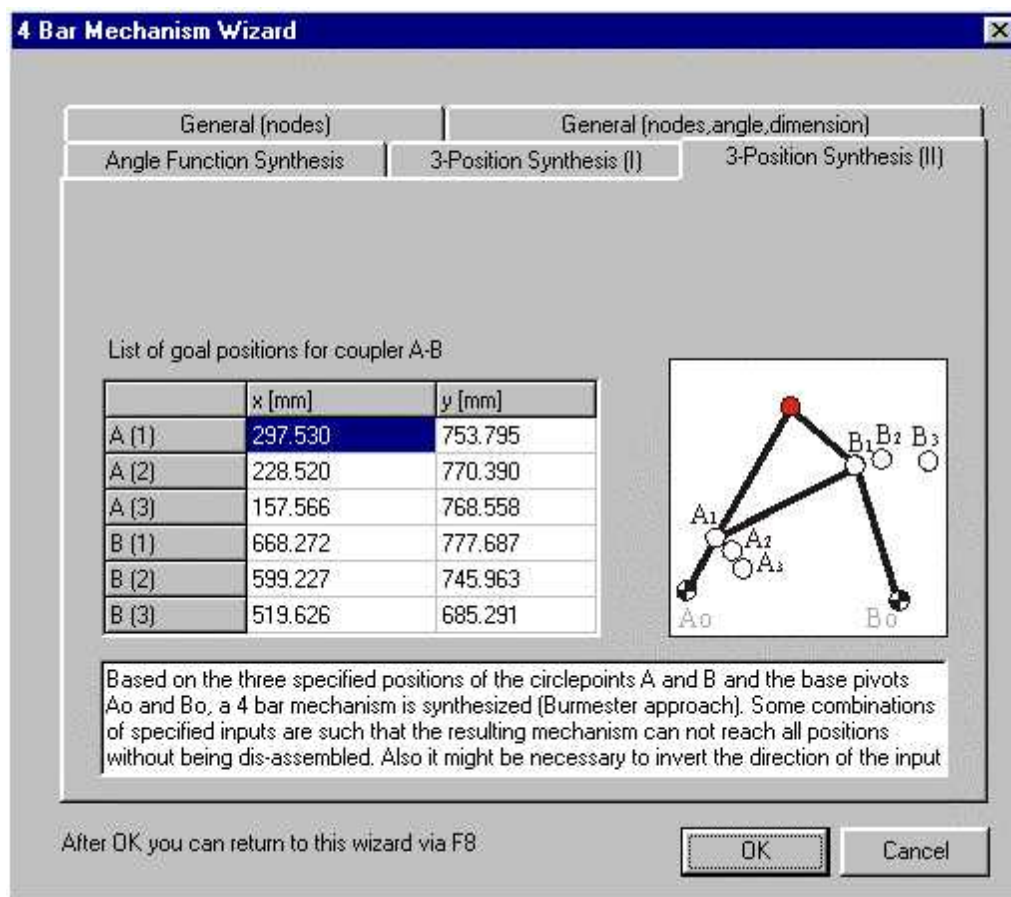 4 Bar Mechanism Wizard
General (nodes)
General (nodes,angle,dimension)
Angle Function Synthesis
3-Position Synthesis (I)
3-Position Synthesis (II)
List of goal positions for coupler A-B
x [mm] y [mm]
A (1) 297.530 753.795
A (2) 228.520 770.390
A (3) 157.566 768.558
B (1) 668.272 777.687
B (2) 599.227 745.963
B (3) 519.626 685.291
B1 B2 B3
A1
A2
A3
Ao Bo
Based on the three specified positions of the circlepoints A and B and the base pivots
Ao and Bo, a 4 bar mechanism is synthesized (Burmester approach). Some combinations
of specified inputs are such that the resulting mechanism can not reach all positions
without being dis-assembled. Also it might be necessary to invert the direction of the input
After OK you can return to this wizard via F8
OK
Cancel